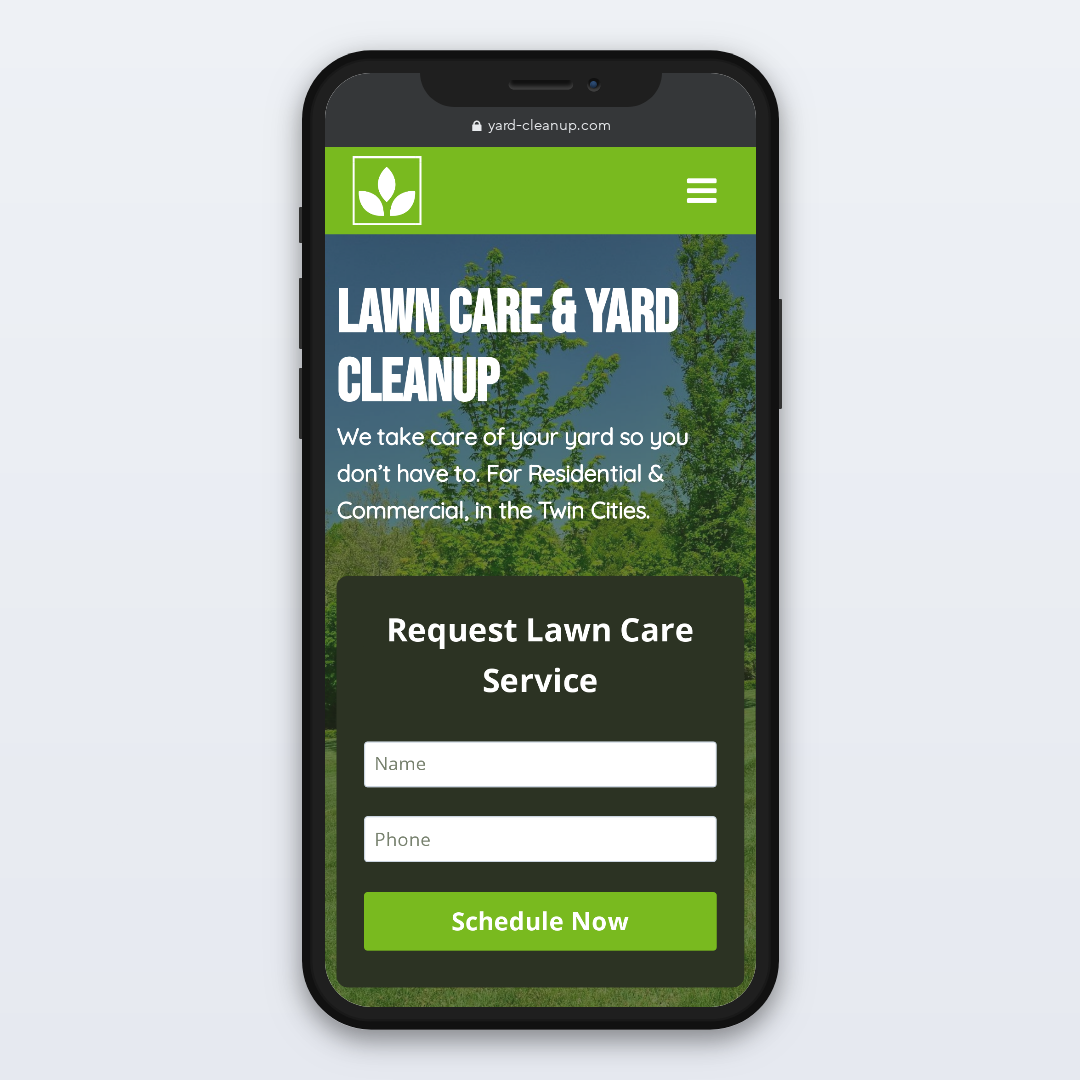 yard-cleanup.com
LAWN CARE & YARD
CLEANUP
We take care of your yard so you
don’t have to. For Residential &
Commercial, in the Twin Cities.
Request Lawn Care
Service
Name
Phone
Schedule Now